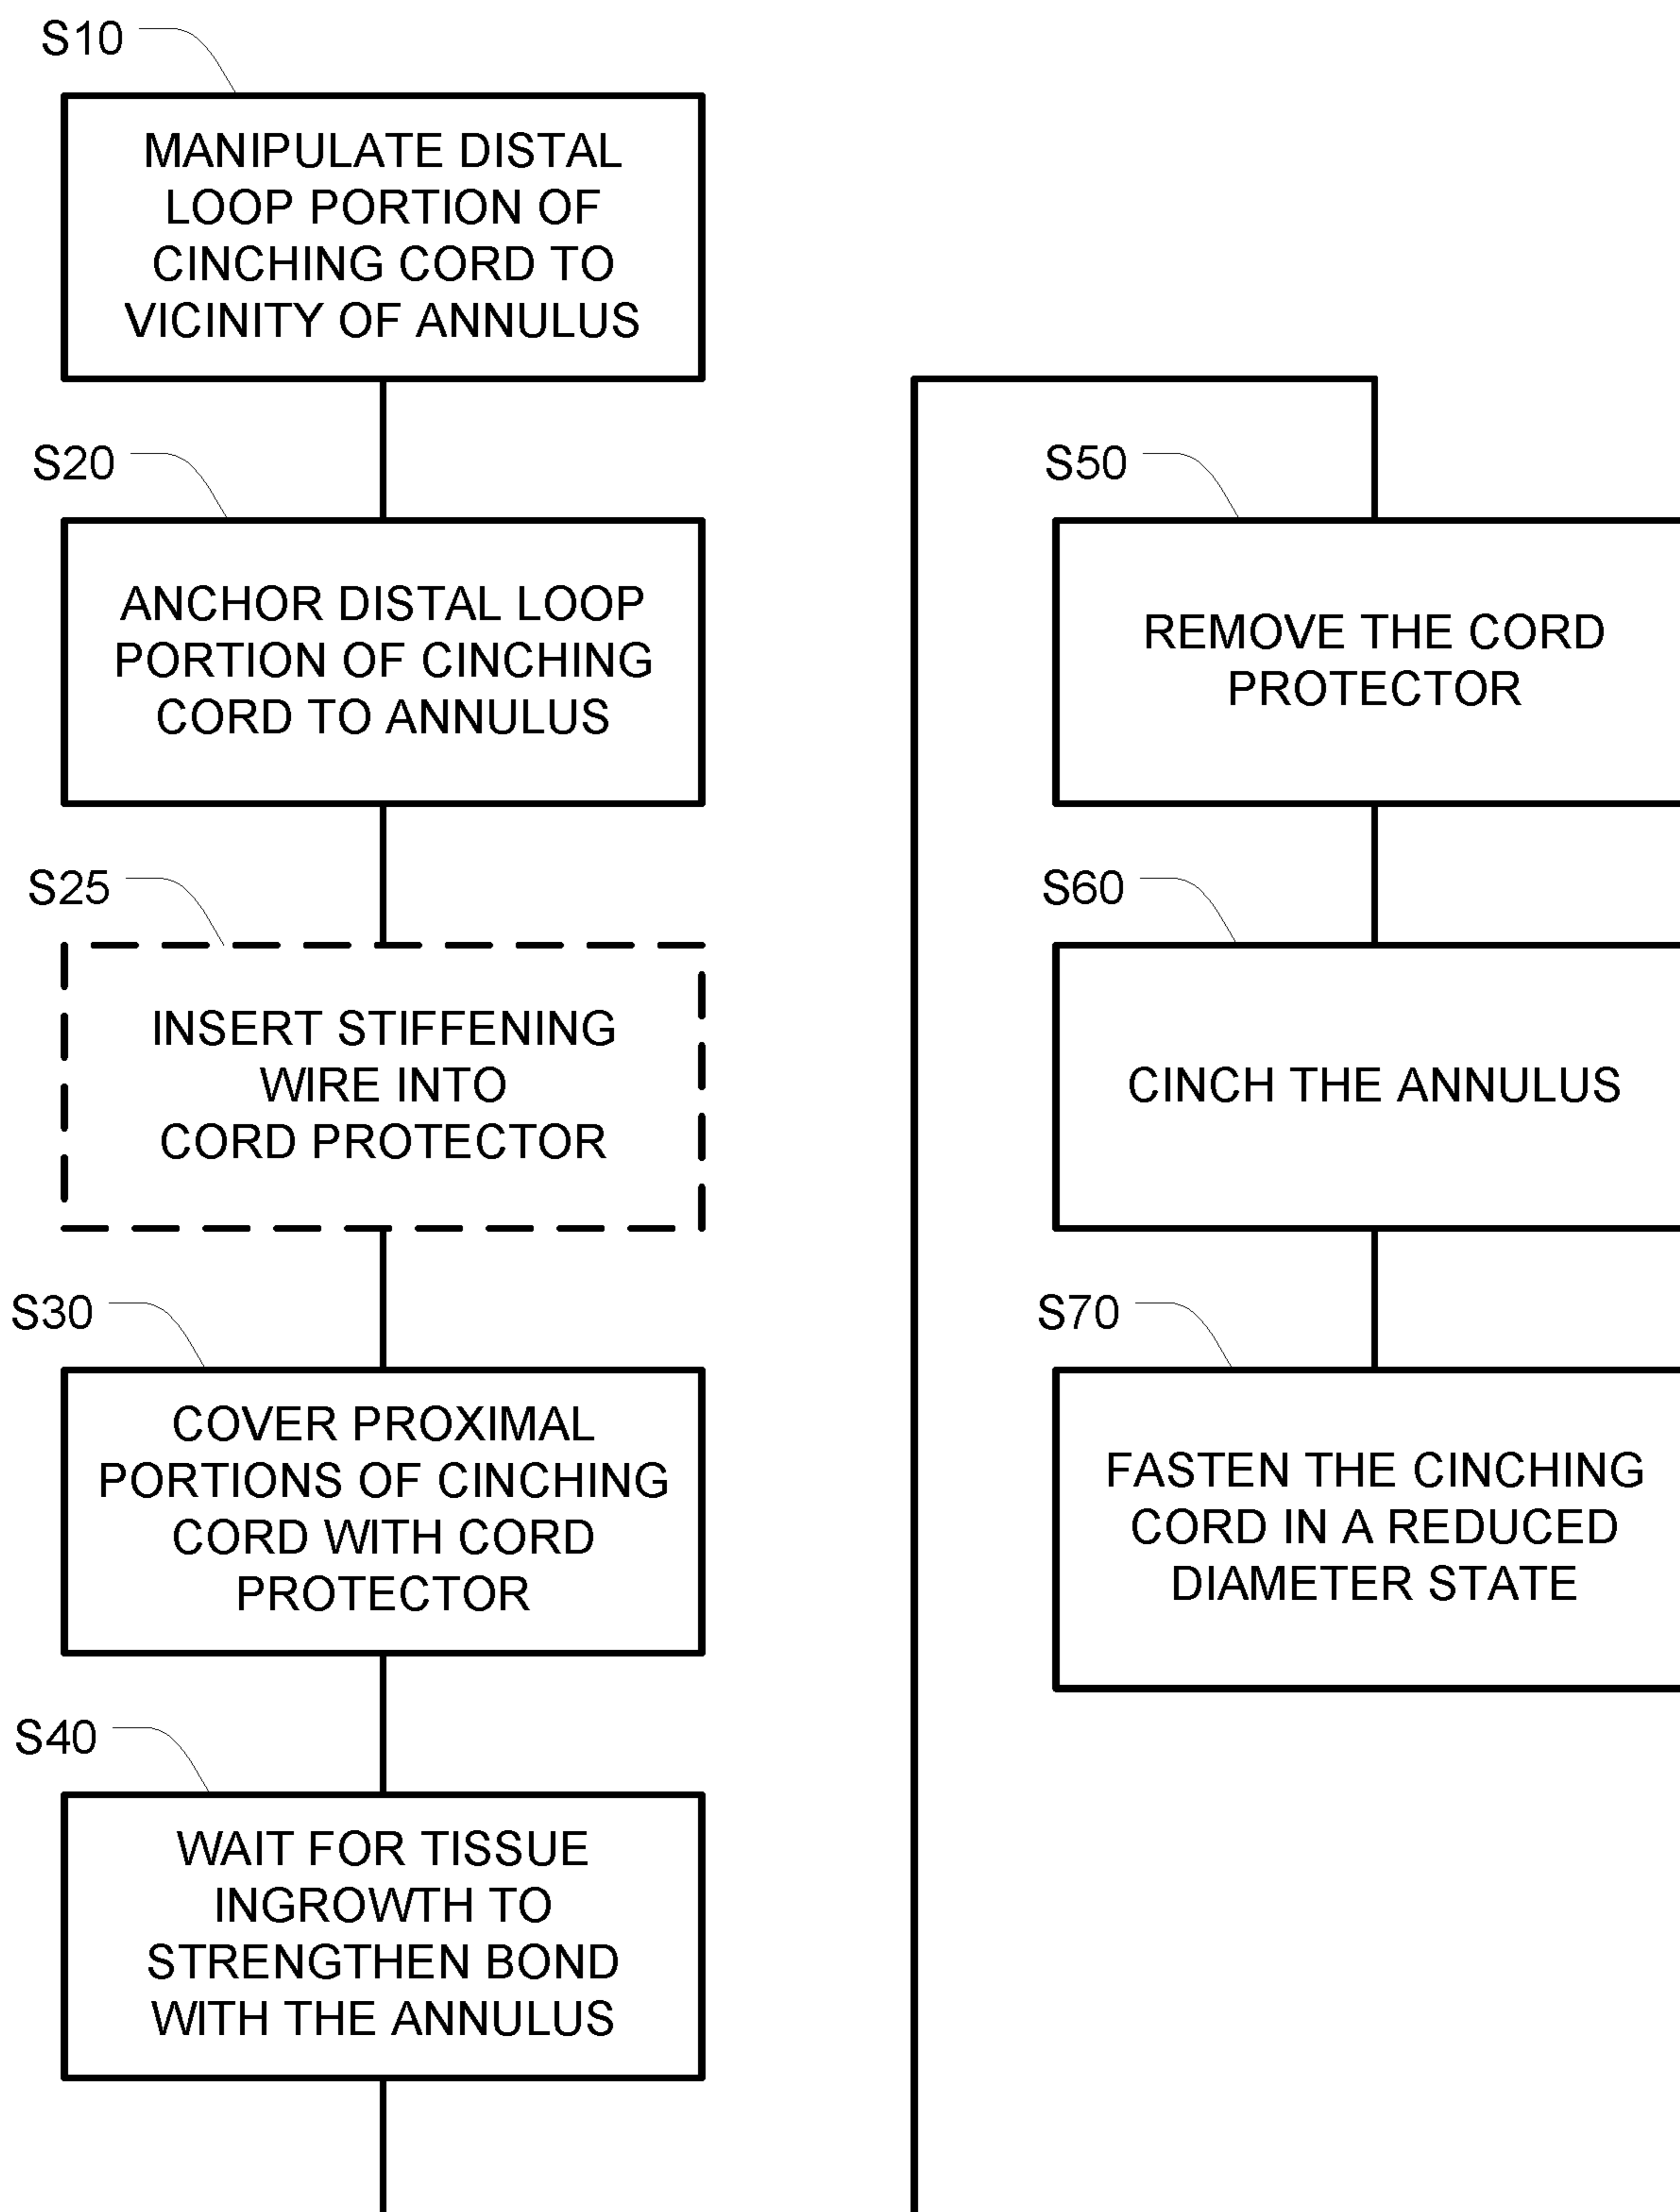 S10
MANIPULATE DISTAL
LOOP PORTION OF
CINCHING CORD TO
VICINITY OF ANNULUS
S20
ANCHOR DISTAL LOOP
PORTION OF CINCHING
CORD TO ANNULUS
S25
INSERT STIFFENING
WIRE INTO
CORD PROTECTOR
S30
COVER PROXIMAL
PORTIONS OF CINCHING
CORD WITH CORD
PROTECTOR
S40
WAIT FOR TISSUE
INGROWTH TO
STRENGTHEN BOND
WITH THE ANNULUS
S50
REMOVE THE CORD
PROTECTOR
S60
CINCH THE ANNULUS
S70
FASTEN THE CINCHING
CORD IN A REDUCED
DIAMETER STATE